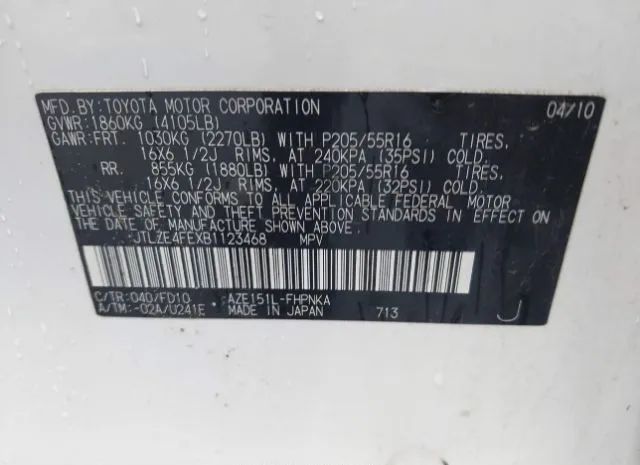 MFD.BY:TOYOTA MOTOR CORPORATION 04/10
GVWR:1860KG (4105LB)
GAWR:FRT. 1030KG (2270LB) WITH P205/55R16 TIRES,
16X6 1/2J RIMS, AT 240KPA (35PSI) COLD.
RR. 855KG (1880LB) WITH P205/55R16 TIRES,
16X6 1/2J RIMS, AT 220KPA (32PSI) COLD.
THIS VEHICLE CONFORMS TO ALL APPLICABLE FEDERAL MOTOR
VEHICLE SAFETY AND THEFT PREVENTION STANDARDS IN EFFECT ON
THE DATE OF MANUFACTURE SHOWN ABOVE.
JTLZE4FEXB1123468 MPV
C/TR:040/FD10 AZE151L-FHPNKA
A/TM:-02A/U241E MADE IN JAPAN 713 J